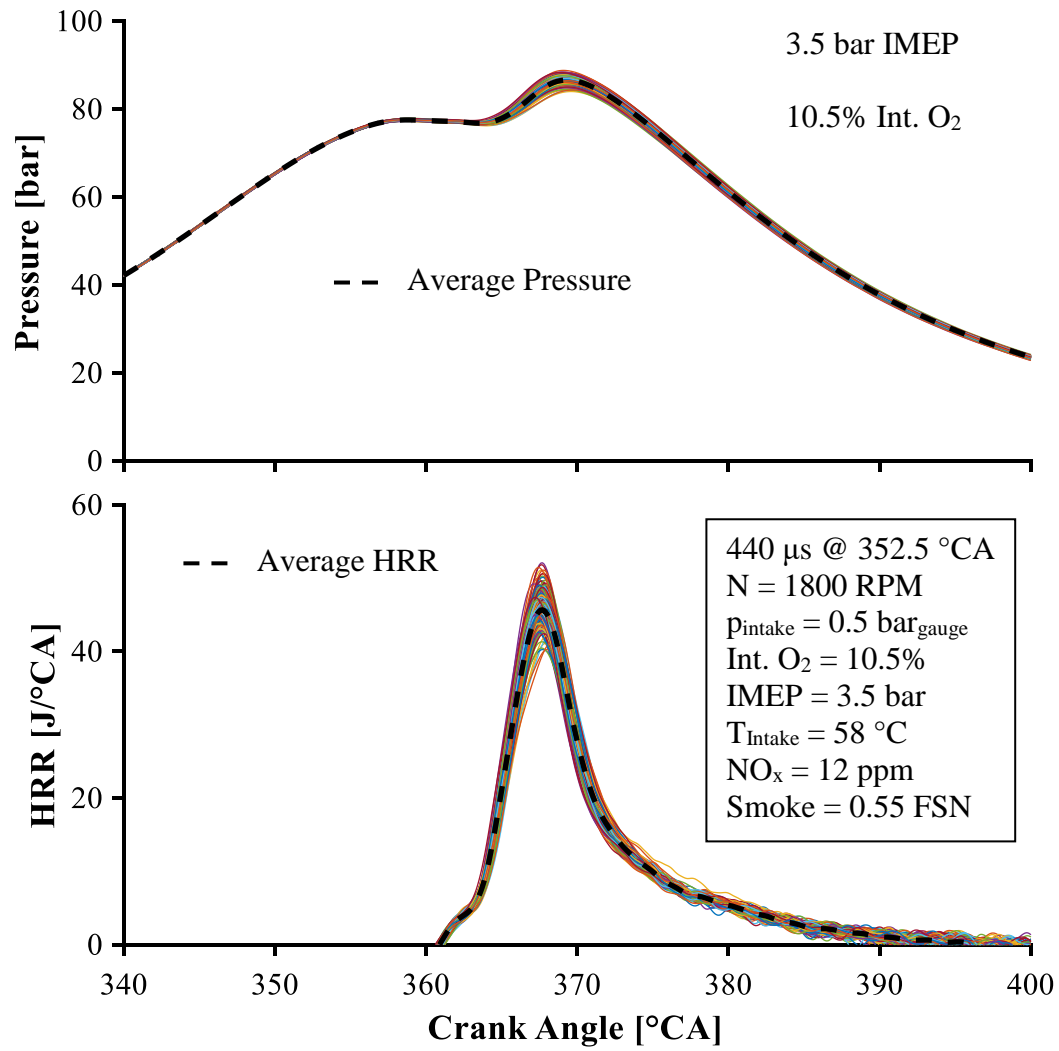 100
80
60
40
20
0
Pressure [bar]
3.5 bar IMEP
10.5% Int. O₂
Average Pressure
60
40
20
0
HRR [J/°CA]
Average HRR
440 µs @ 352.5 °CA
N = 1800 RPM
pintake = 0.5 bargauge
Int. O₂ = 10.5%
IMEP = 3.5 bar
TIntake = 58 °C
NOₓ = 12 ppm
Smoke = 0.55 FSN
340 350 360 370 380 390 400
Crank Angle [°CA]